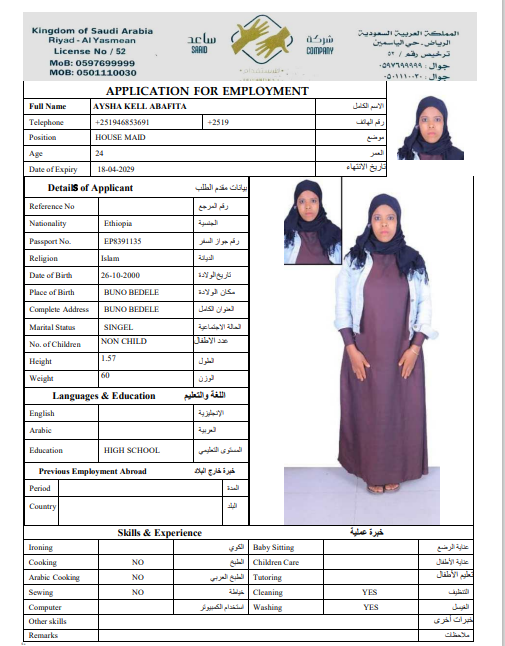 Kingdom of Saudi Arabia
Riyad - Al Yasmean
License No / 52
MoB: 0597699999
MOB: 0501110030
ساعد
SAAID
شركة
COMPANY
المملكة العربية السعودية
الرياض ـ حي الياسمين
ترخيص رقم / ٥٢
جوال : ٠٥٩٧٦٩٩٩٩٩
جوال : ٠٥٠١١١٠٠٣٠
APPLICATION FOR EMPLOYMENT
Full Name AYSHA KELL ABAFITA الاسم الكامل
Telephone +251946853691 +2519 رقم الهاتف
Position HOUSE MAID موضع
Age 24 العمر
Date of Expiry 18-04-2029 تاريخ الانتهاء
Details of Applicant بيانات مقدم الطلب
Reference No رقم المرجع
Nationality Ethiopia الجنسية
Passport No. EP8391135 رقم جواز السفر
Religion Islam الديانة
Date of Birth 26-10-2000 تاريخ الولادة
Place of Birth BUNO BEDELE مكان الولادة
Complete Address BUNO BEDELE العنوان الكامل
Marital Status SINGEL الحالة الاجتماعية
No. of Children NON CHILD عدد الاطفال
Height 1.57 الطول
Weight 60 الوزن
Languages & Education اللغة والتعليم
English الإنجليزية
Arabic العربية
Education HIGH SCHOOL المستوى التعليمي
Previous Employment Abroad خبرة خارج البلاد
Period المدة
Country البلد
Skills & Experience خبرة عملية
Ironing الكوي Baby Sitting عناية الرضع
Cooking NO الطبخ Children Care عناية الأطفال
Arabic Cooking NO الطبخ العربي Tutoring تعليم الأطفال
Sewing NO خياطة Cleaning YES التنظيف
Computer استخدام الكمبيوتر Washing YES الغسيل
Other skills خبرات أخرى
Remarks ملاحظات